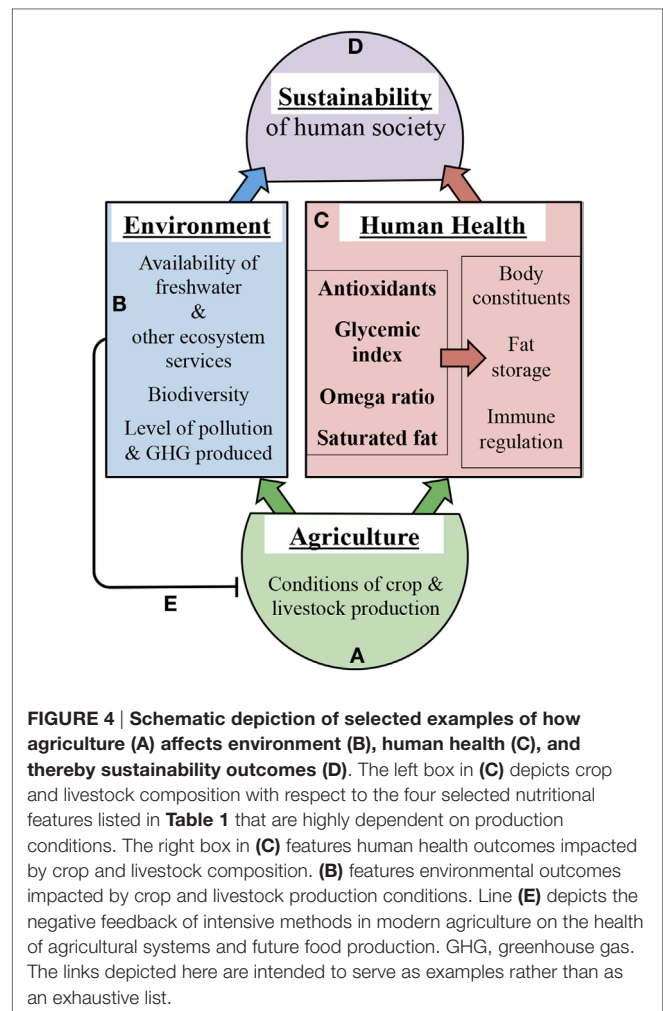 D
Sustainability
of human society
Environment
B
Availability of
freshwater
&
other ecosystem
services
Biodiversity
Level of pollution
& GHG produced
C
Human Health
Antioxidants
Glycemic
index
Omega ratio
Saturated fat
Body
constituents
Fat
storage
Immune
regulation
Agriculture
Conditions of crop &
livestock production
A
E
FIGURE 4 | Schematic depiction of selected examples of how
agriculture (A) affects environment (B), human health (C), and
thereby sustainability outcomes (D). The left box in (C) depicts crop
and livestock composition with respect to the four selected nutritional
features listed in Table 1 that are highly dependent on production
conditions. The right box in (C) features human health outcomes impacted
by crop and livestock composition. (B) features environmental outcomes
impacted by crop and livestock production conditions. Line (E) depicts the
negative feedback of intensive methods in modern agriculture on the health
of agricultural systems and future food production. GHG, greenhouse gas.
The links depicted here are intended to serve as examples rather than as
an exhaustive list.